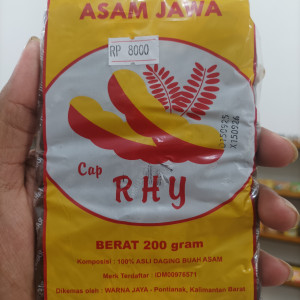 ASAM JAWA
RP 8000
Cap
RHY
BERAT 200 gram
Komposisi : 100% ASLI DAGING BUAH ASAM
Merk Terdaftar : IDM00976571
Dikemas oleh : WARNA JAYA - Pontianak, Kalimantan Barat